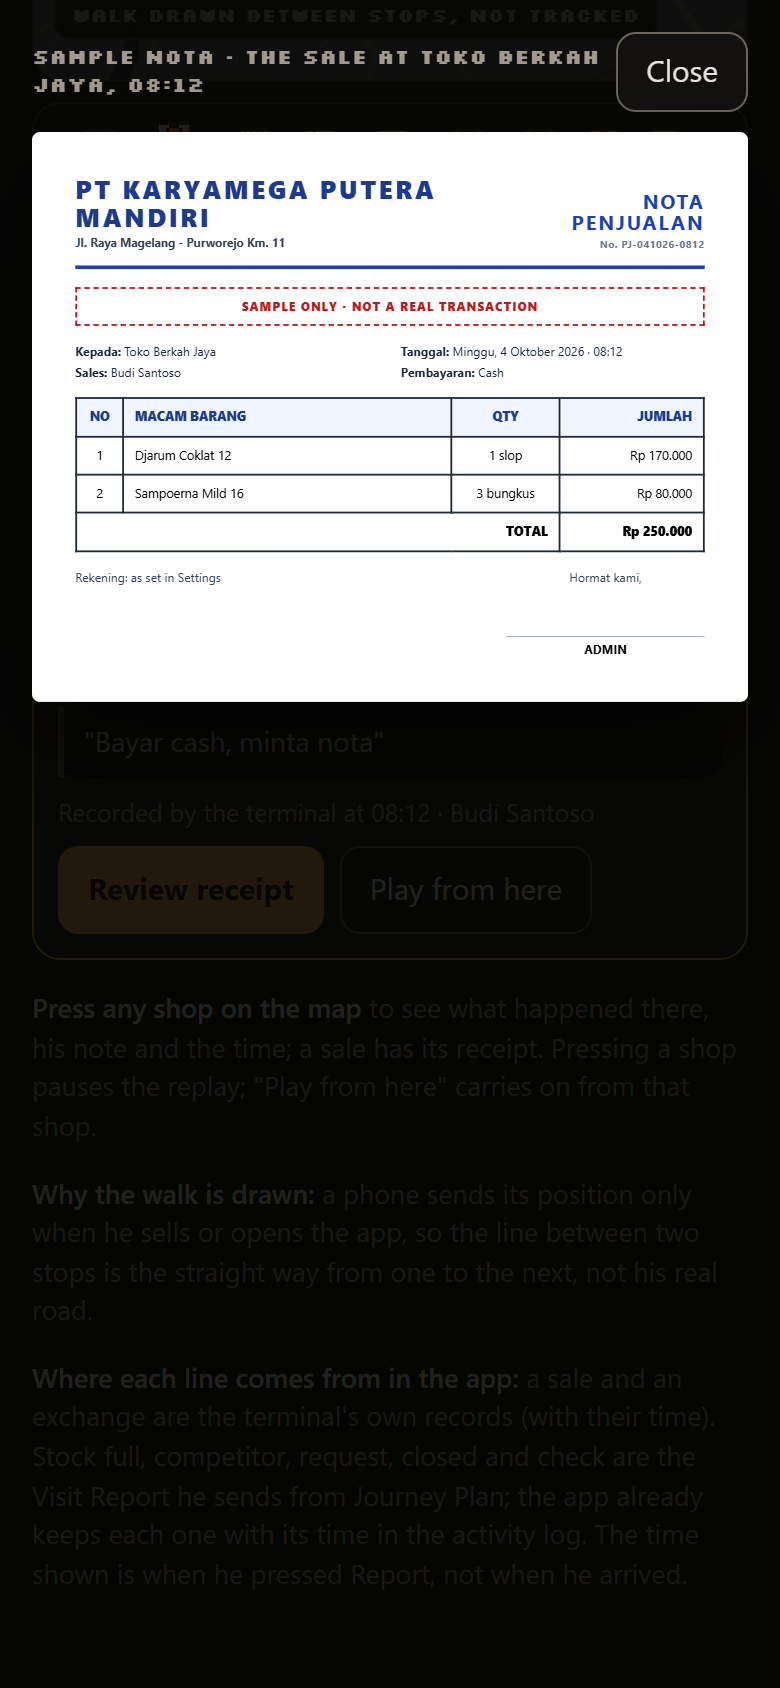 WALK DRAWN BETWEEN STOPS, NOT TRACKED
SAMPLE NOTA - THE SALE AT TOKO BERKAH
JAYA, 08:12
Close
PT KARYAMEGA PUTERA
MANDIRI
Jl. Raya Magelang - Purworejo Km. 11
NOTA
PENJUALAN
No. PJ-041026-0812
SAMPLE ONLY · NOT A REAL TRANSACTION
Kepada: Toko Berkah Jaya
Tanggal: Minggu, 4 Oktober 2026 · 08:12
Sales: Budi Santoso
Pembayaran: Cash
NO MACAM BARANG QTY JUMLAH
1 Djarum Coklat 12 1 slop Rp 170.000
2 Sampoerna Mild 16 3 bungkus Rp 80.000
TOTAL Rp 250.000
Rekening: as set in Settings
Hormat kami,
ADMIN
"Bayar cash, minta nota"
Recorded by the terminal at 08:12 · Budi Santoso
Review receipt
Play from here
Press any shop on the map to see what happened there,
his note and the time; a sale has its receipt. Pressing a shop
pauses the replay; "Play from here" carries on from that
shop.
Why the walk is drawn: a phone sends its position only
when he sells or opens the app, so the line between two
stops is the straight way from one to the next, not his real
road.
Where each line comes from in the app: a sale and an
exchange are the terminal's own records (with their time).
Stock full, competitor, request, closed and check are the
Visit Report he sends from Journey Plan; the app already
keeps each one with its time in the activity log. The time
shown is when he pressed Report, not when he arrived.